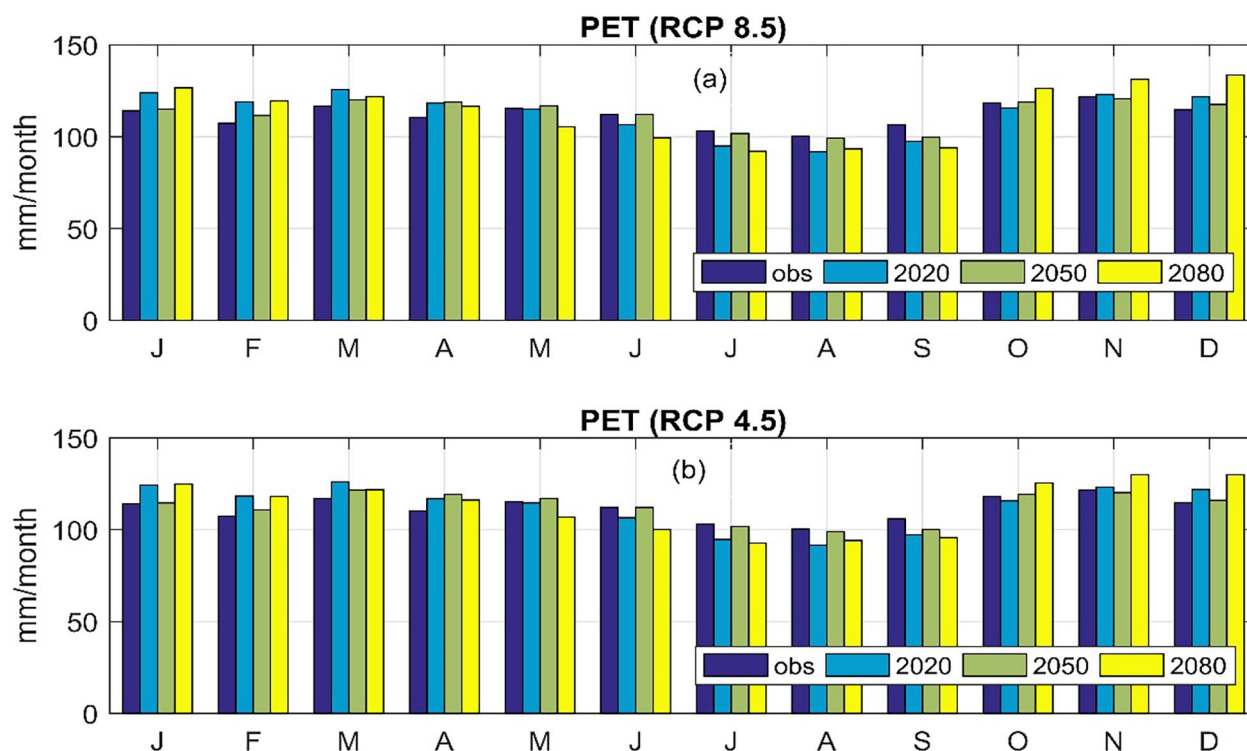 PET (RCP 8.5)
(a)
150
100
50
0
mm/month
obs 2020 2050 2080
J F M A M J J A S O N D
PET (RCP 4.5)
(b)
150
100
50
0
mm/month
obs 2020 2050 2080
J F M A M J J A S O N D